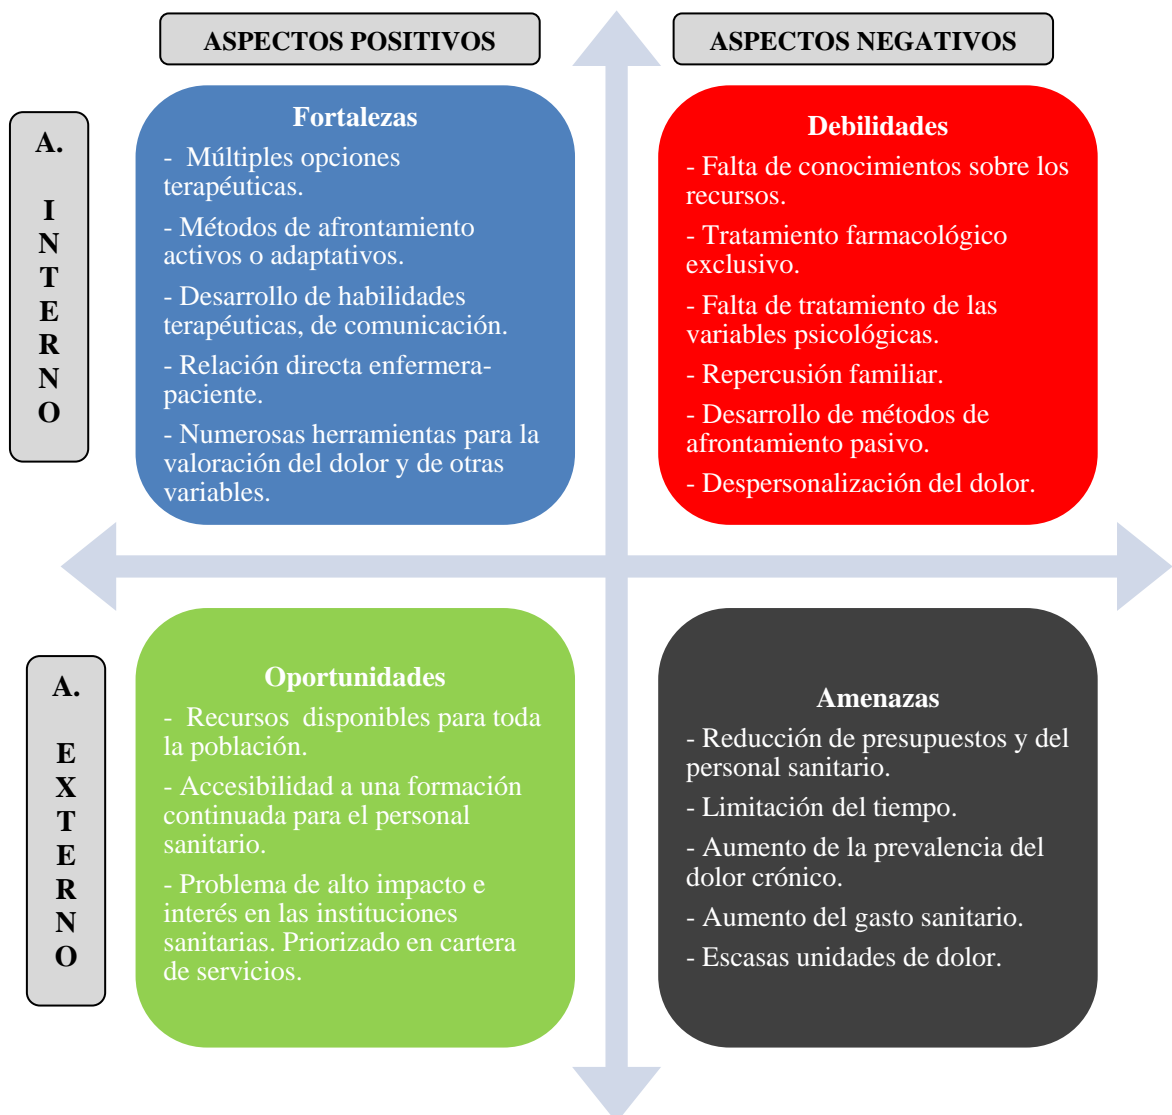 ASPECTOS POSITIVOS
ASPECTOS NEGATIVOS
A.
I
N
T
E
R
N
O
Fortalezas
- Múltiples opciones
terapéuticas.
- Métodos de afrontamiento
activos o adaptativos.
- Desarrollo de habilidades
terapéuticas, de comunicación.
- Relación directa enfermera-
paciente.
- Numerosas herramientas para la
valoración del dolor y de otras
variables.
Debilidades
- Falta de conocimientos sobre los
recursos.
- Tratamiento farmacológico
exclusivo.
- Falta de tratamiento de las
variables psicológicas.
- Repercusión familiar.
- Desarrollo de métodos de
afrontamiento pasivo.
- Despersonalización del dolor.
A.
E
X
T
E
R
N
O
Oportunidades
- Recursos disponibles para toda
la población.
- Accesibilidad a una formación
continuada para el personal
sanitario.
- Problema de alto impacto e
interés en las instituciones
sanitarias. Priorizado en cartera
de servicios.
Amenazas
- Reducción de presupuestos y del
personal sanitario.
- Limitación del tiempo.
- Aumento de la prevalencia del
dolor crónico.
- Aumento del gasto sanitario.
- Escasas unidades de dolor.